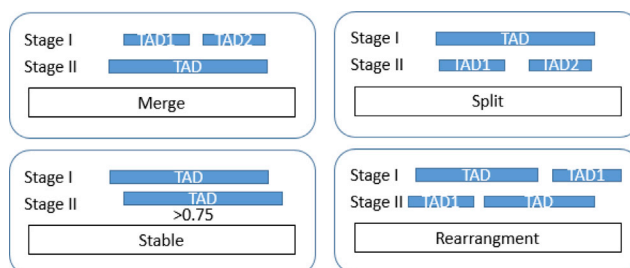 Stage I TAD1 TAD2
Stage II TAD
Merge
Stage I TAD
Stage II TAD1 TAD2
Split
Stage I TAD
Stage II TAD
>0.75
Stable
Stage I TAD TAD1
Stage II TAD1 TAD
Rearrangment